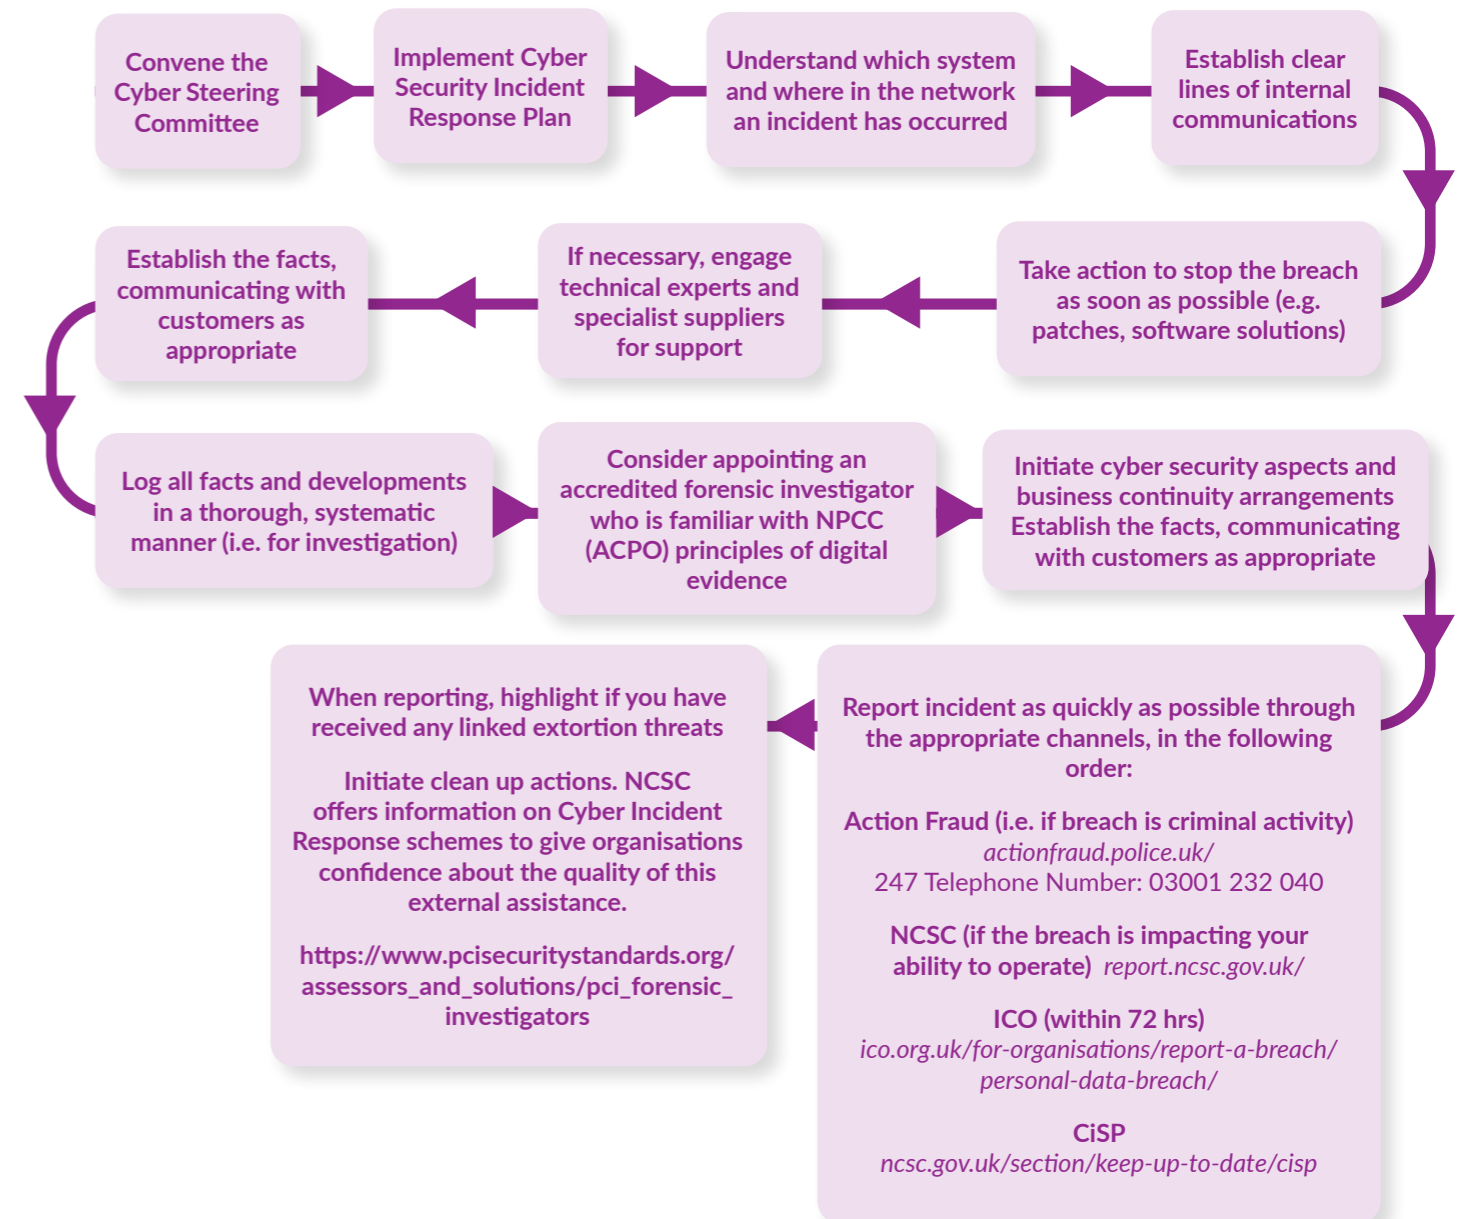 Convene the
Cyber Steering
Committee
Implement Cyber
Security Incident
Response Plan
Understand which system
and where in the network
an incident has occurred
Establish clear
lines of internal
communications
Take action to stop the breach
as soon as possible (e.g.
patches, software solutions)
If necessary, engage
technical experts and
specialist suppliers
for support
Establish the facts,
communicating with
customers as
appropriate
Log all facts and developments
in a thorough, systematic
manner (i.e. for investigation)
Consider appointing an
accredited forensic investigator
who is familiar with NPCC
(ACPO) principles of digital
evidence
Initiate cyber security aspects and
business continuity arrangements
Establish the facts, communicating
with customers as appropriate
Report incident as quickly as possible through
the appropriate channels, in the following
order:
Action Fraud (i.e. if breach is criminal activity)
actionfraud.police.uk/
247 Telephone Number: 03001 232 040
NCSC (if the breach is impacting your
ability to operate) report.ncsc.gov.uk/
ICO (within 72 hrs)
ico.org.uk/for-organisations/report-a-breach/
personal-data-breach/
CiSP
ncsc.gov.uk/section/keep-up-to-date/cisp
When reporting, highlight if you have
received any linked extortion threats
Initiate clean up actions. NCSC
offers information on Cyber Incident
Response schemes to give organisations
confidence about the quality of this
external assistance.
https://www.pcisecuritystandards.org/
assessors_and_solutions/pci_forensic_
investigators